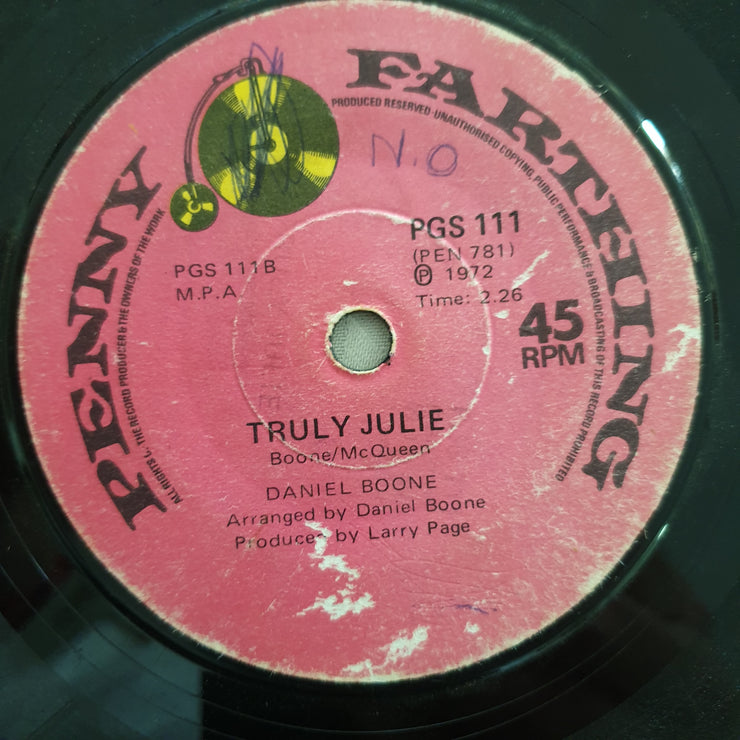 PENNY FARTHING
ALL RIGHTS OF THE RECORD PRODUCER & THE OWNERS OF THE WORK
PRODUCED RESERVED. UNAUTHORISED COPYING, PUBLIC PERFORMANCE & BROADCASTING OF THIS RECORD PROHIBITED
N.O
PGS 111
(PEN 781)
Ⓟ 1972
Time: 2.26
PGS 111B
M.P.A.
45
RPM
TRULY JULIE
Boone/McQueen
DANIEL BOONE
Arranged by Daniel Boone
Produced by Larry Page